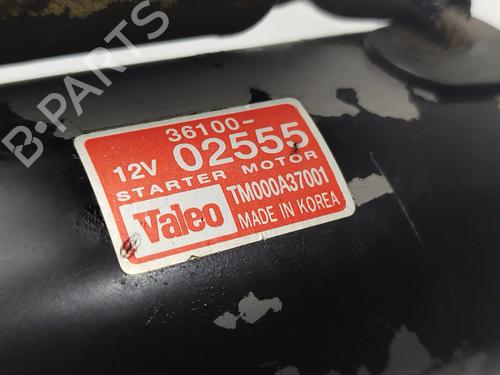 B-PARTS
36100-
12V 02555
STARTER MOTOR
Valeo TM000A37001
MADE IN KOREA